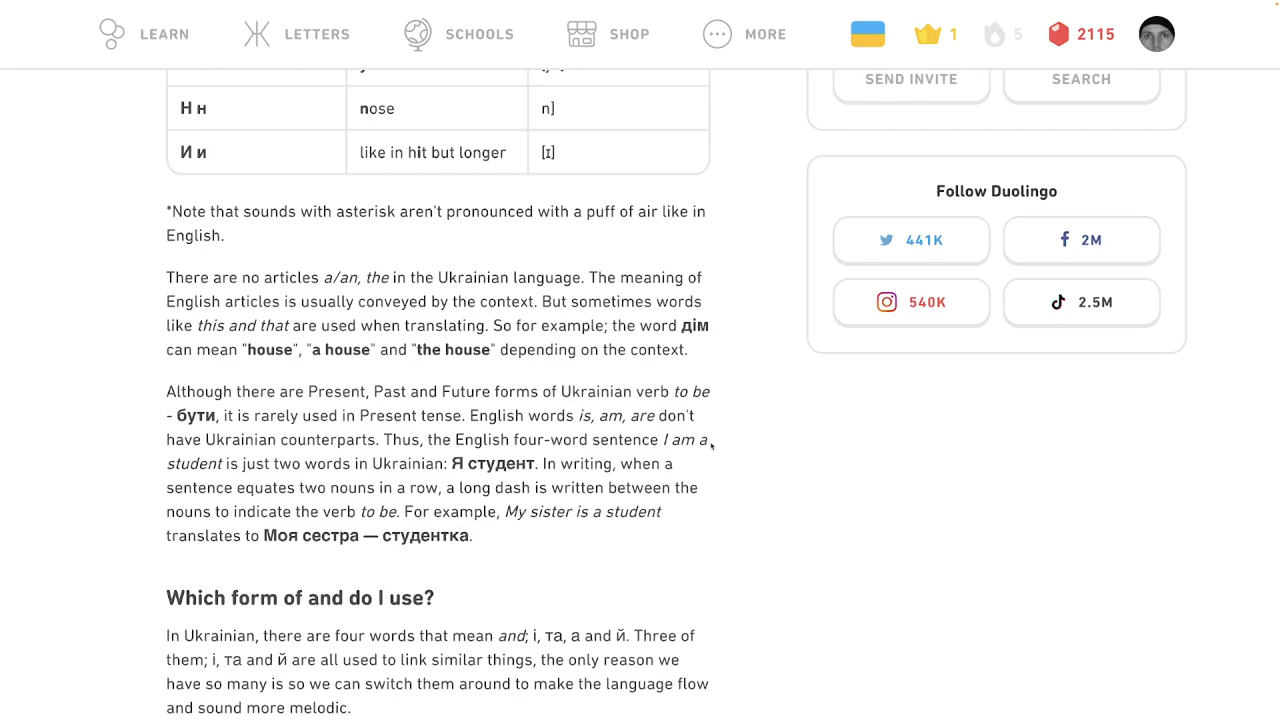 LEARN LETTERS SCHOOLS SHOP MORE 1 5 2115
SEND INVITE SEARCH
Н н nose n]
И и like in hit but longer [ɪ]
*Note that sounds with asterisk aren't pronounced with a puff of air like in
English.
There are no articles a/an, the in the Ukrainian language. The meaning of
English articles is usually conveyed by the context. But sometimes words
like this and that are used when translating. So for example; the word дім
can mean "house", "a house" and "the house" depending on the context.
Although there are Present, Past and Future forms of Ukrainian verb to be
- бути, it is rarely used in Present tense. English words is, am, are don't
have Ukrainian counterparts. Thus, the English four-word sentence I am a
student is just two words in Ukrainian: Я студент. In writing, when a
sentence equates two nouns in a row, a long dash is written between the
nouns to indicate the verb to be. For example, My sister is a student
translates to Моя сестра — студентка.
Which form of and do I use?
In Ukrainian, there are four words that mean and; і, та, а and й. Three of
them; і, та and й are all used to link similar things, the only reason we
have so many is so we can switch them around to make the language flow
and sound more melodic.
Follow Duolingo
441K 2M
540K 2.5M